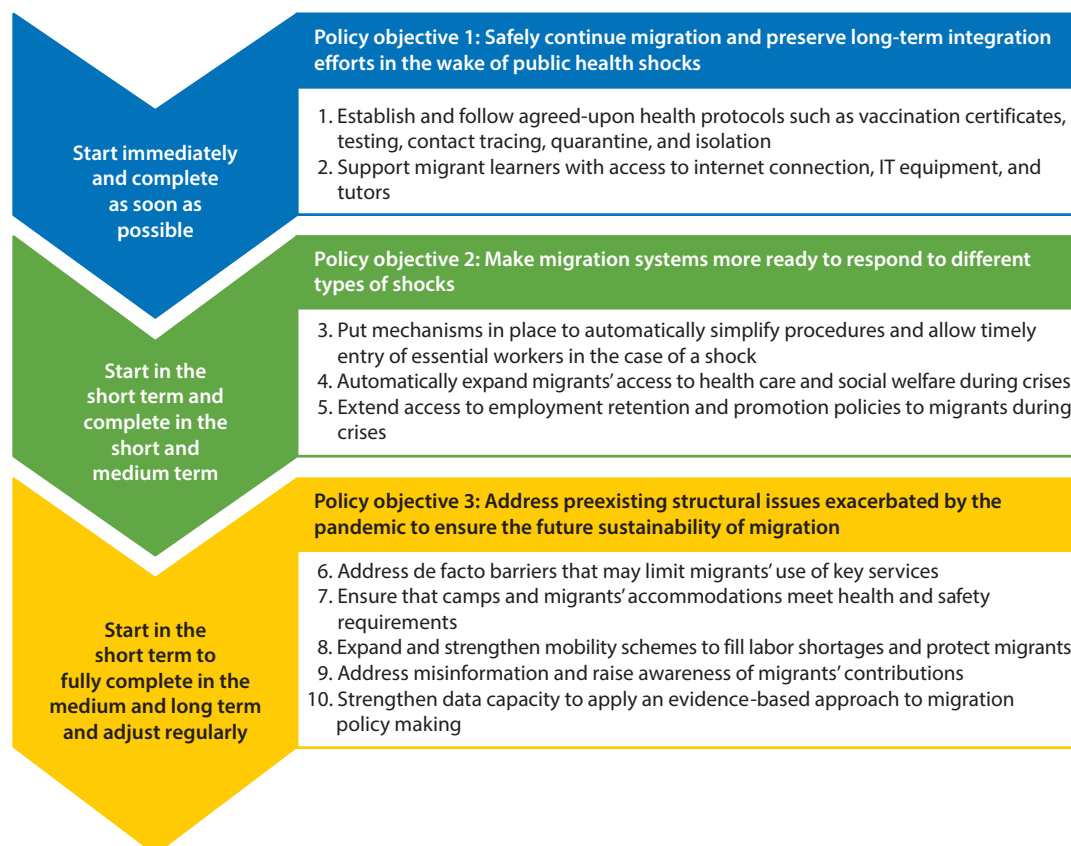 Policy objective 1: Safely continue migration and preserve long-term integration
efforts in the wake of public health shocks
Start immediately
and complete
as soon as
possible
1. Establish and follow agreed-upon health protocols such as vaccination certificates,
testing, contact tracing, quarantine, and isolation
2. Support migrant learners with access to internet connection, IT equipment, and
tutors
Policy objective 2: Make migration systems more ready to respond to different
types of shocks
Start in the
short term and
complete in the
short and
medium term
3. Put mechanisms in place to automatically simplify procedures and allow timely
entry of essential workers in the case of a shock
4. Automatically expand migrants’ access to health care and social welfare during crises
5. Extend access to employment retention and promotion policies to migrants during
crises
Policy objective 3: Address preexisting structural issues exacerbated by the
pandemic to ensure the future sustainability of migration
Start in the
short term to
fully complete in the
medium and long term
and adjust regularly
6. Address de facto barriers that may limit migrants’ use of key services
7. Ensure that camps and migrants’ accommodations meet health and safety
requirements
8. Expand and strengthen mobility schemes to fill labor shortages and protect migrants
9. Address misinformation and raise awareness of migrants’ contributions
10. Strengthen data capacity to apply an evidence-based approach to migration
policy making